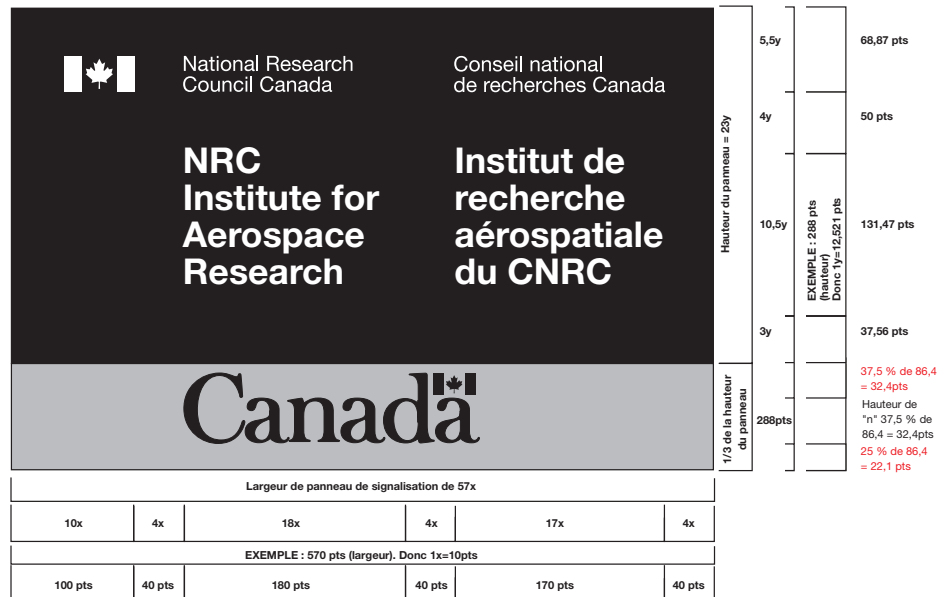 National Research
Council Canada
Conseil national
de recherches Canada
NRC
Institute for
Aerospace
Research
Institut de
recherche
aérospatiale
du CNRC
Canada
Hauteur du panneau = 23y
1/3 de la hauteur
du panneau
5,5y
4y
10,5y
3y
288pts
EXEMPLE : 288 pts
(hauteur)
Donc 1y=12,521 pts
68,87 pts
50 pts
131,47 pts
37,56 pts
37,5 % de 86,4
= 32,4pts
Hauteur de
"n" 37,5 % de
86,4 = 32,4pts
25 % de 86,4
= 22,1 pts
Largeur de panneau de signalisation de 57x
10x
4x
18x
4x
17x
4x
EXEMPLE : 570 pts (largeur). Donc 1x=10pts
100 pts
40 pts
180 pts
40 pts
170 pts
40 pts